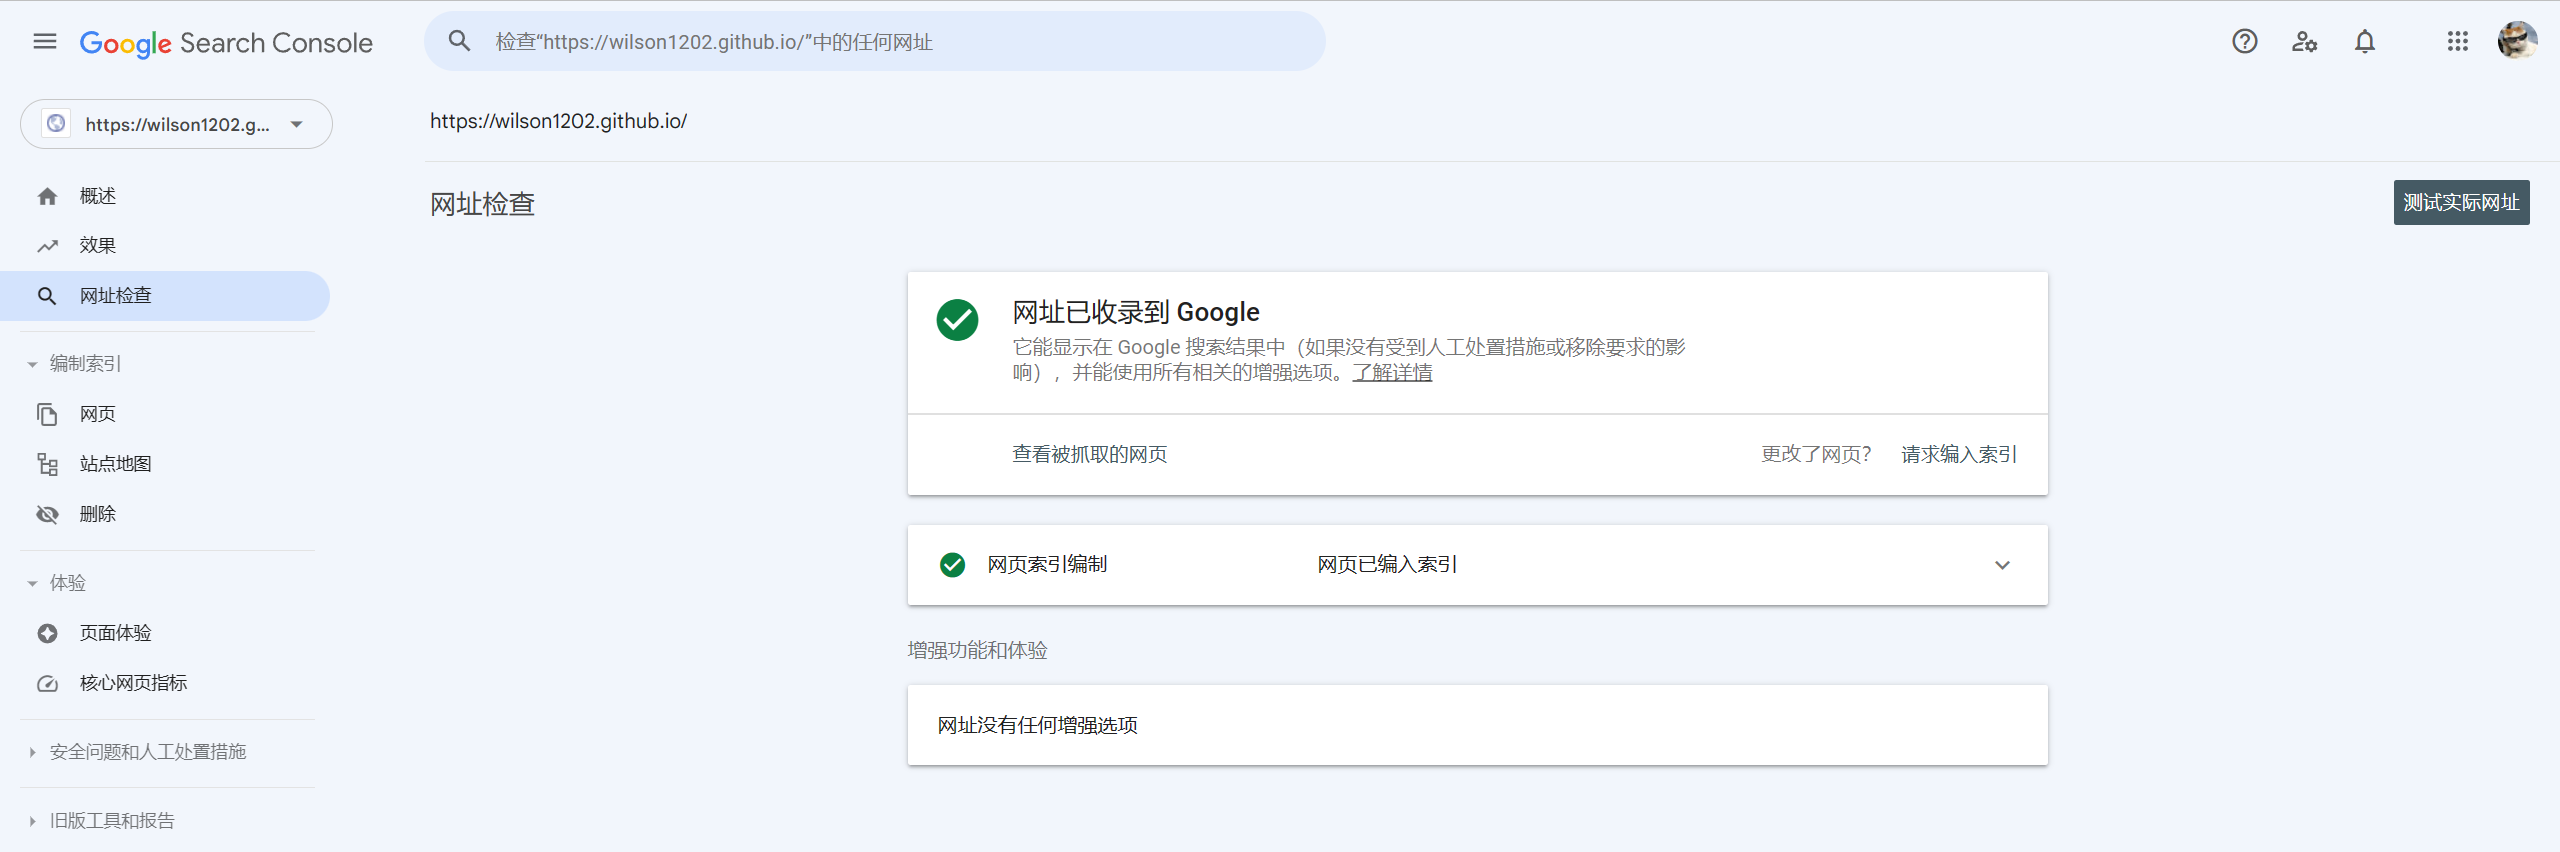 Google Search Console
检查“https://wilson1202.github.io/”中的任何网址
https://wilson1202.g...
https://wilson1202.github.io/
概述
效果
网址检查
编制索引
网页
站点地图
删除
体验
页面体验
核心网页指标
安全问题和人工处置措施
旧版工具和报告
网址检查
测试实际网址
网址已收录到 Google
它能显示在 Google 搜索结果中（如果没有受到人工处置措施或移除要求的影
响），并能使用所有相关的增强选项。了解详情
查看被抓取的网页
更改了网页？ 请求编入索引
网页索引编制 网页已编入索引
增强功能和体验
网址没有任何增强选项